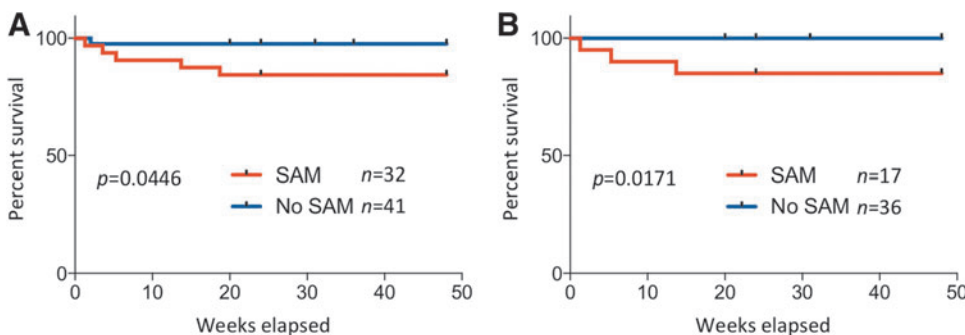 A
Percent survival
100
50
0
p=0.0446
SAM n=32
No SAM n=41
0 10 20 30 40 50
Weeks elapsed
B
Percent survival
100
50
0
p=0.0171
SAM n=17
No SAM n=36
0 10 20 30 40 50
Weeks elapsed